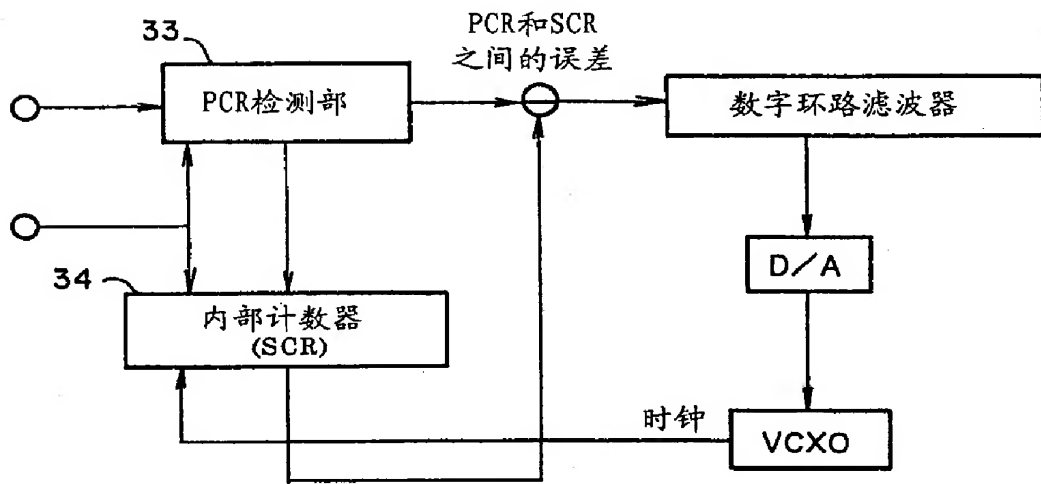 33
PCR检测部
PCR和SCR
之间的误差
数字环路滤波器
D/A
34
内部计数器
(SCR)
时钟
VCXO